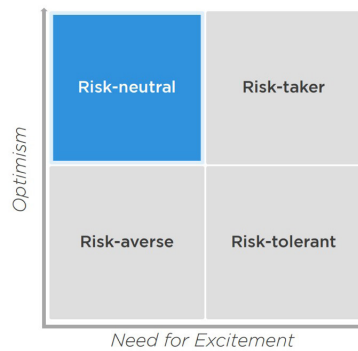 Optimism
Risk-neutral
Risk-taker
Risk-averse
Risk-tolerant
Need for Excitement